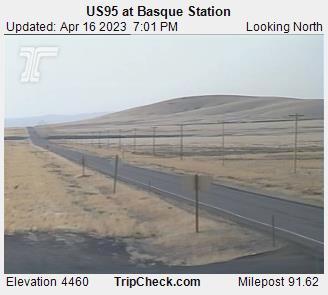 US95 at Basque Station
Updated: Apr 16 2023 7:01 PM Looking North
Elevation 4460 TripCheck.com Milepost 91.62